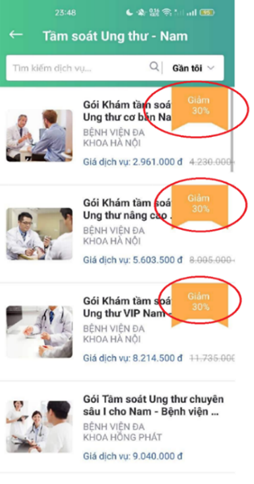 23:48
Tầm soát Ung thư - Nam
Tìm kiếm dịch vụ...
Gần tôi
Gói Khám tầm soá
Ung thư cơ bản Na
Giảm
30%
BỆNH VIỆN ĐA
KHOA HÀ NỘI
Giá dịch vụ: 2.961.000 đ 4.230.000
Gói Khám tầm soá
Ung thư nâng cao .
Giảm
30%
BỆNH VIỆN ĐA
KHOA HÀ NỘI
Giá dịch vụ: 5.603.500 đ 8.005.000
Gói Khám tầm soá
Ung thư VIP Nam
Giảm
30%
BỆNH VIỆN ĐA
KHOA HÀ NỘI
Giá dịch vụ: 8.214.500 đ 11.735.000
Gói Tầm soát Ung thư chuyên
sâu I cho Nam - Bệnh viện ...
BỆNH VIỆN ĐA
KHOA HỒNG PHÁT
Giá dịch vụ: 9.040.000 đ